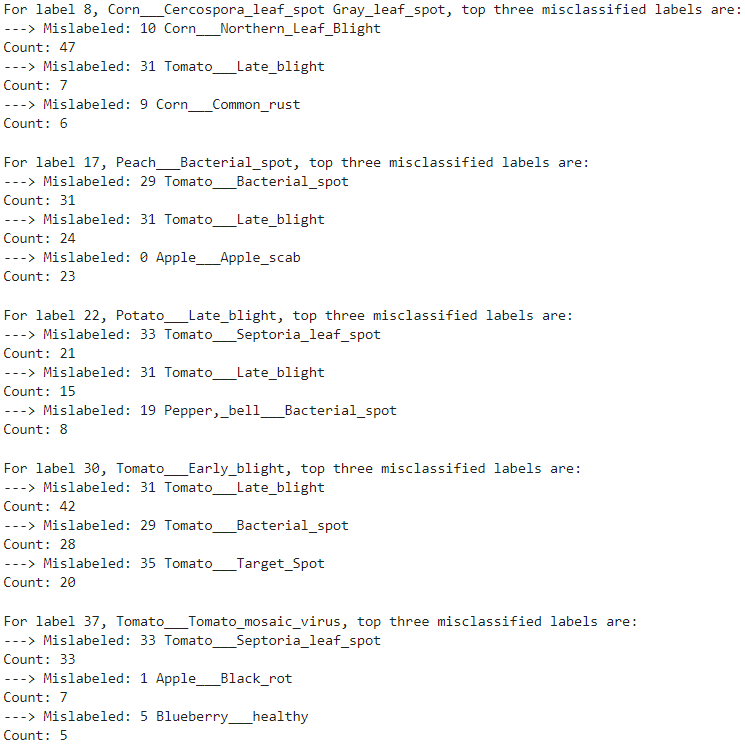 For label 8, Corn___Cercospora_leaf_spot Gray_leaf_spot, top three misclassified labels are:
---> Mislabeled: 10 Corn___Northern_Leaf_Blight
Count: 47
---> Mislabeled: 31 Tomato___Late_blight
Count: 7
---> Mislabeled: 9 Corn___Common_rust
Count: 6

For label 17, Peach___Bacterial_spot, top three misclassified labels are:
---> Mislabeled: 29 Tomato___Bacterial_spot
Count: 31
---> Mislabeled: 31 Tomato___Late_blight
Count: 24
---> Mislabeled: 0 Apple___Apple_scab
Count: 23

For label 22, Potato___Late_blight, top three misclassified labels are:
---> Mislabeled: 33 Tomato___Septoria_leaf_spot
Count: 21
---> Mislabeled: 31 Tomato___Late_blight
Count: 15
---> Mislabeled: 19 Pepper,_bell___Bacterial_spot
Count: 8

For label 30, Tomato___Early_blight, top three misclassified labels are:
---> Mislabeled: 31 Tomato___Late_blight
Count: 42
---> Mislabeled: 29 Tomato___Bacterial_spot
Count: 28
---> Mislabeled: 35 Tomato___Target_Spot
Count: 20

For label 37, Tomato___Tomato_mosaic_virus, top three misclassified labels are:
---> Mislabeled: 33 Tomato___Septoria_leaf_spot
Count: 33
---> Mislabeled: 1 Apple___Black_rot
Count: 7
---> Mislabeled: 5 Blueberry___healthy
Count: 5